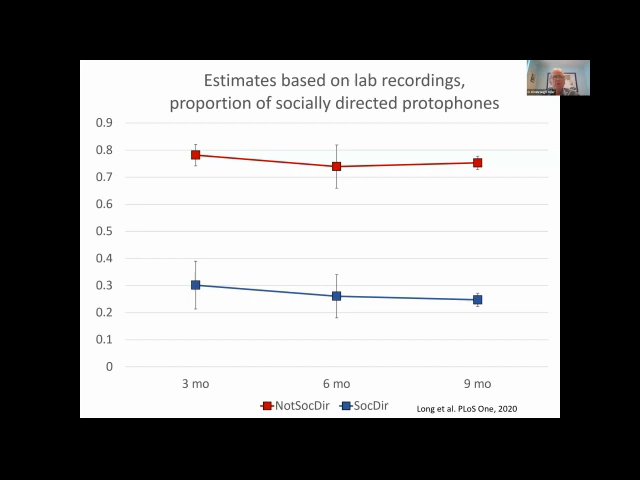 Estimates based on lab recordings,
proportion of socially directed protophones
0.9
0.8
0.7
0.6
0.5
0.4
0.3
0.2
0.1
0
3 mo 6 mo 9 mo
NotSocDir SocDir
Long et al. PLoS One, 2020